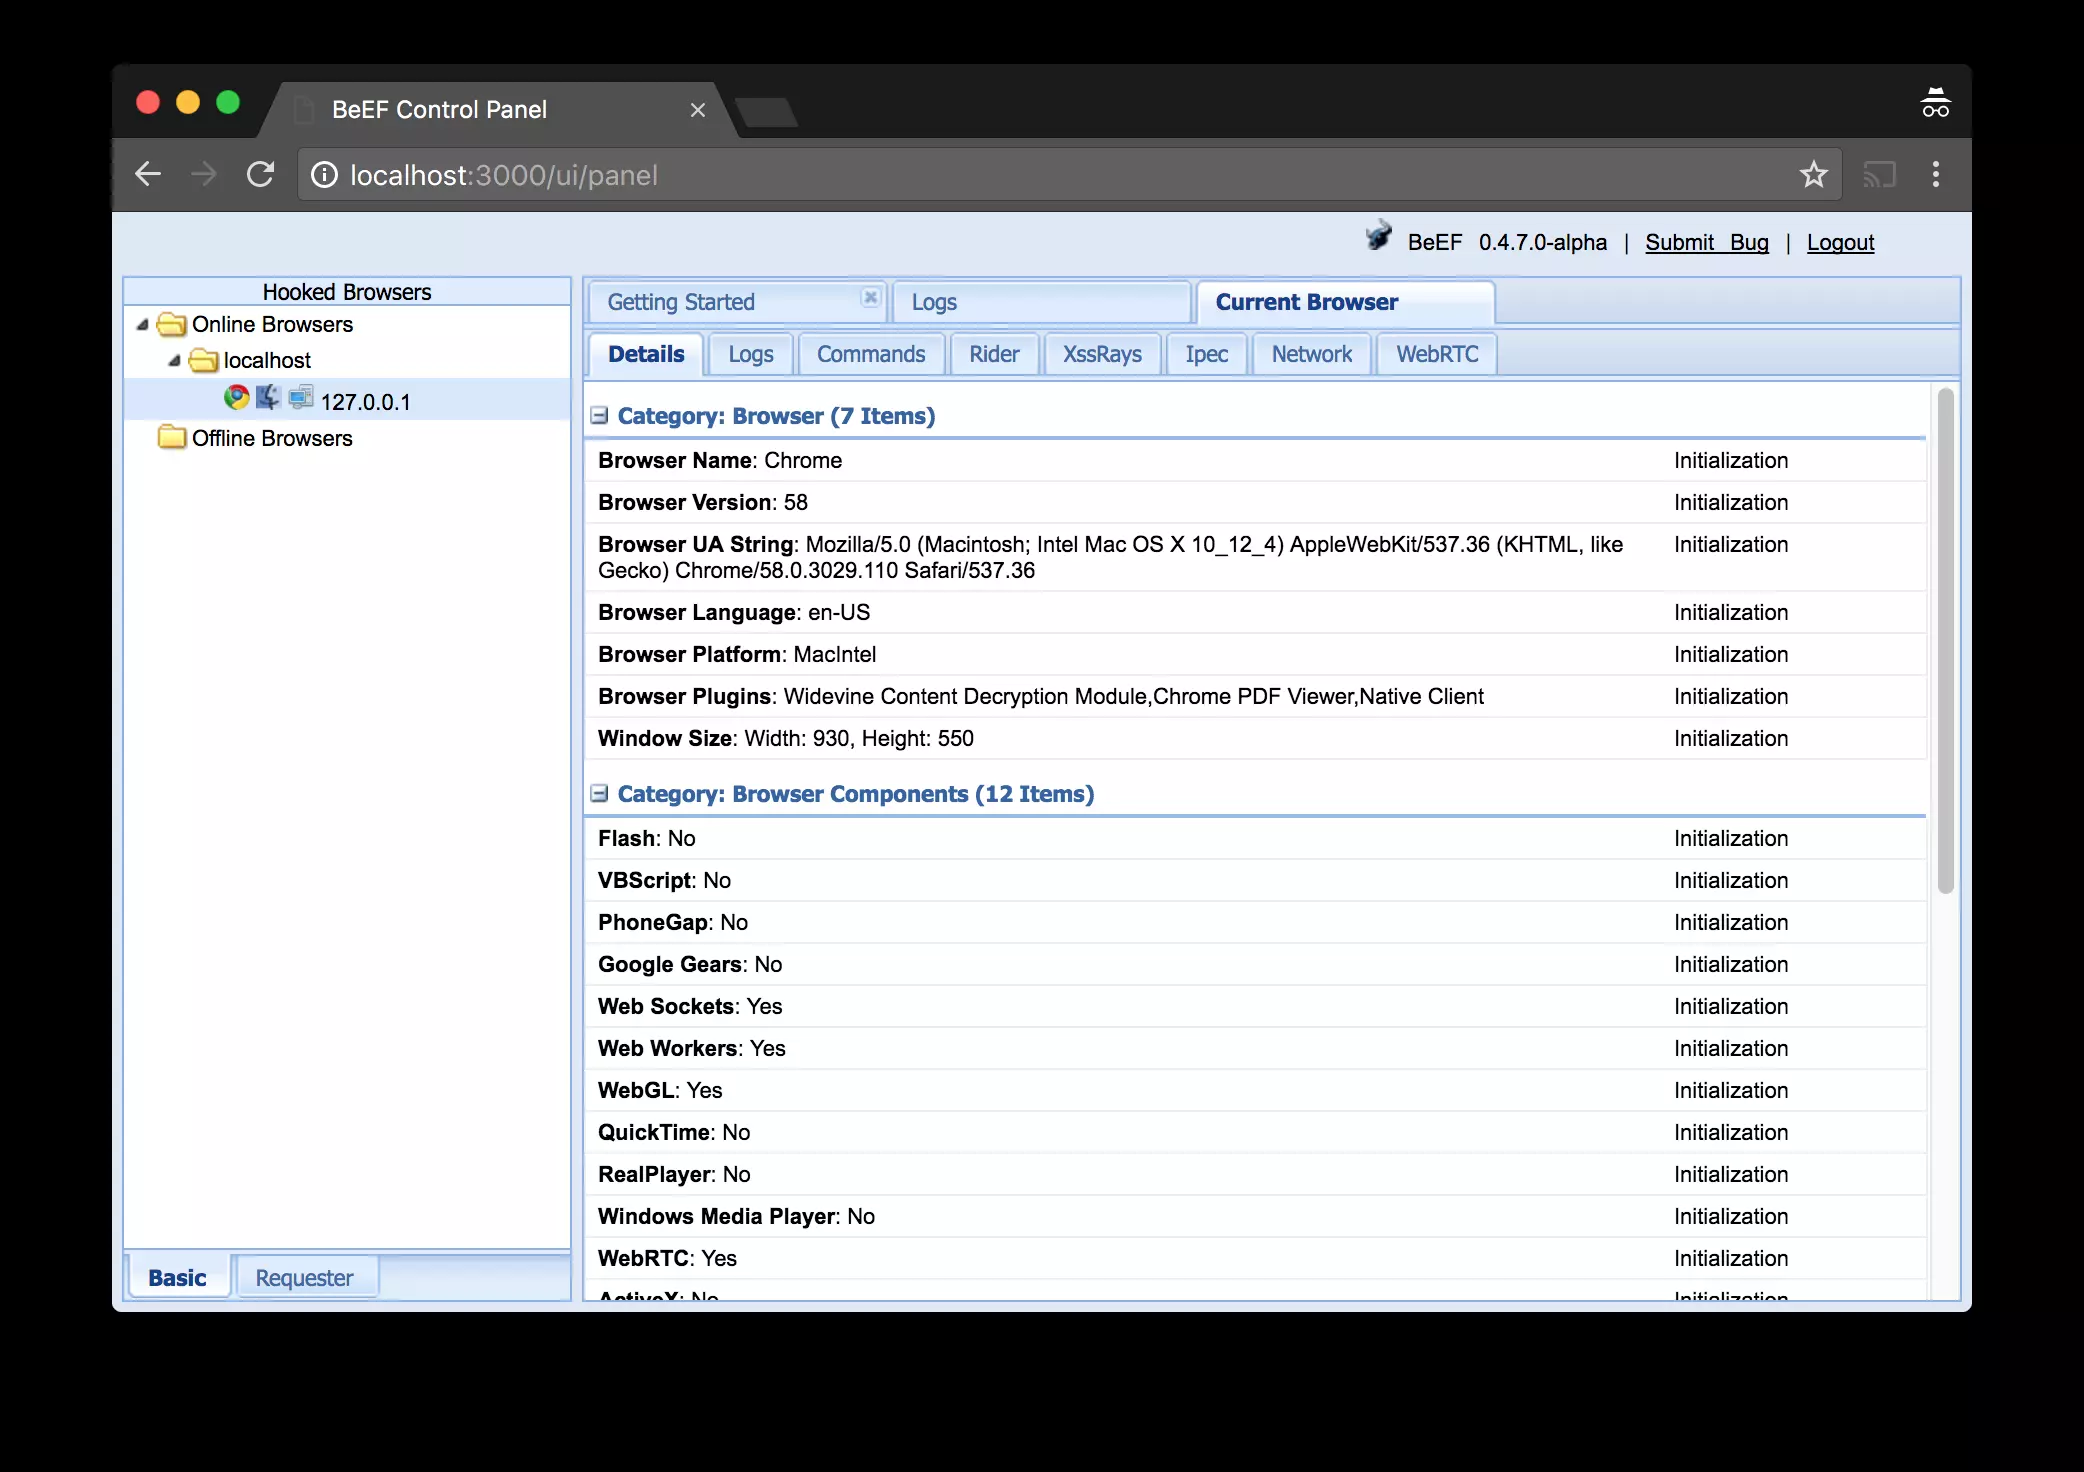 BeEF Control Panel
localhost:3000/ui/panel
BeEF 0.4.7.0-alpha | Submit Bug | Logout
Hooked Browsers
Online Browsers
localhost
127.0.0.1
Offline Browsers
Basic Requester
Getting Started Logs Current Browser
Details Logs Commands Rider XssRays Ipec Network WebRTC
Category: Browser (7 Items)
Browser Name: Chrome Initialization
Browser Version: 58 Initialization
Browser UA String: Mozilla/5.0 (Macintosh; Intel Mac OS X 10_12_4) AppleWebKit/537.36 (KHTML, like Initialization
Gecko) Chrome/58.0.3029.110 Safari/537.36
Browser Language: en-US Initialization
Browser Platform: MacIntel Initialization
Browser Plugins: Widevine Content Decryption Module,Chrome PDF Viewer,Native Client Initialization
Window Size: Width: 930, Height: 550 Initialization
Category: Browser Components (12 Items)
Flash: No Initialization
VBScript: No Initialization
PhoneGap: No Initialization
Google Gears: No Initialization
Web Sockets: Yes Initialization
Web Workers: Yes Initialization
WebGL: Yes Initialization
QuickTime: No Initialization
RealPlayer: No Initialization
Windows Media Player: No Initialization
WebRTC: Yes Initialization
ActiveX: No Initialization